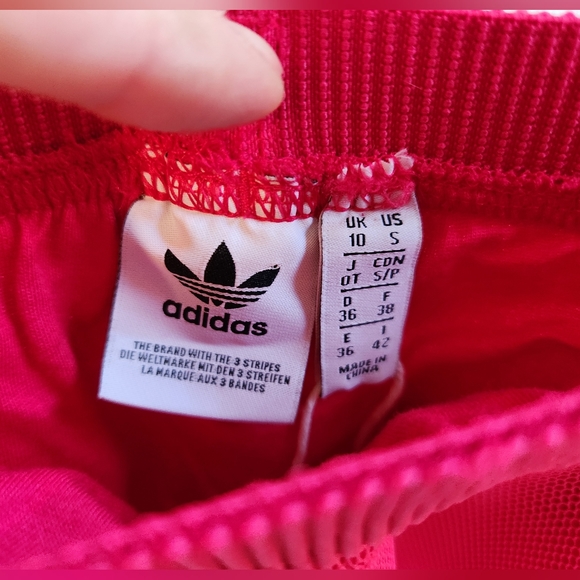 adidas
THE BRAND WITH THE 3 STRIPES
DIE WELTMARKE MIT DEN 3 STREIFEN
LA MARQUE AUX 3 BANDES
UK US
10 S
J CDN
OT S/P
D F
36 38
E I
36 42
MADE IN
CHINA